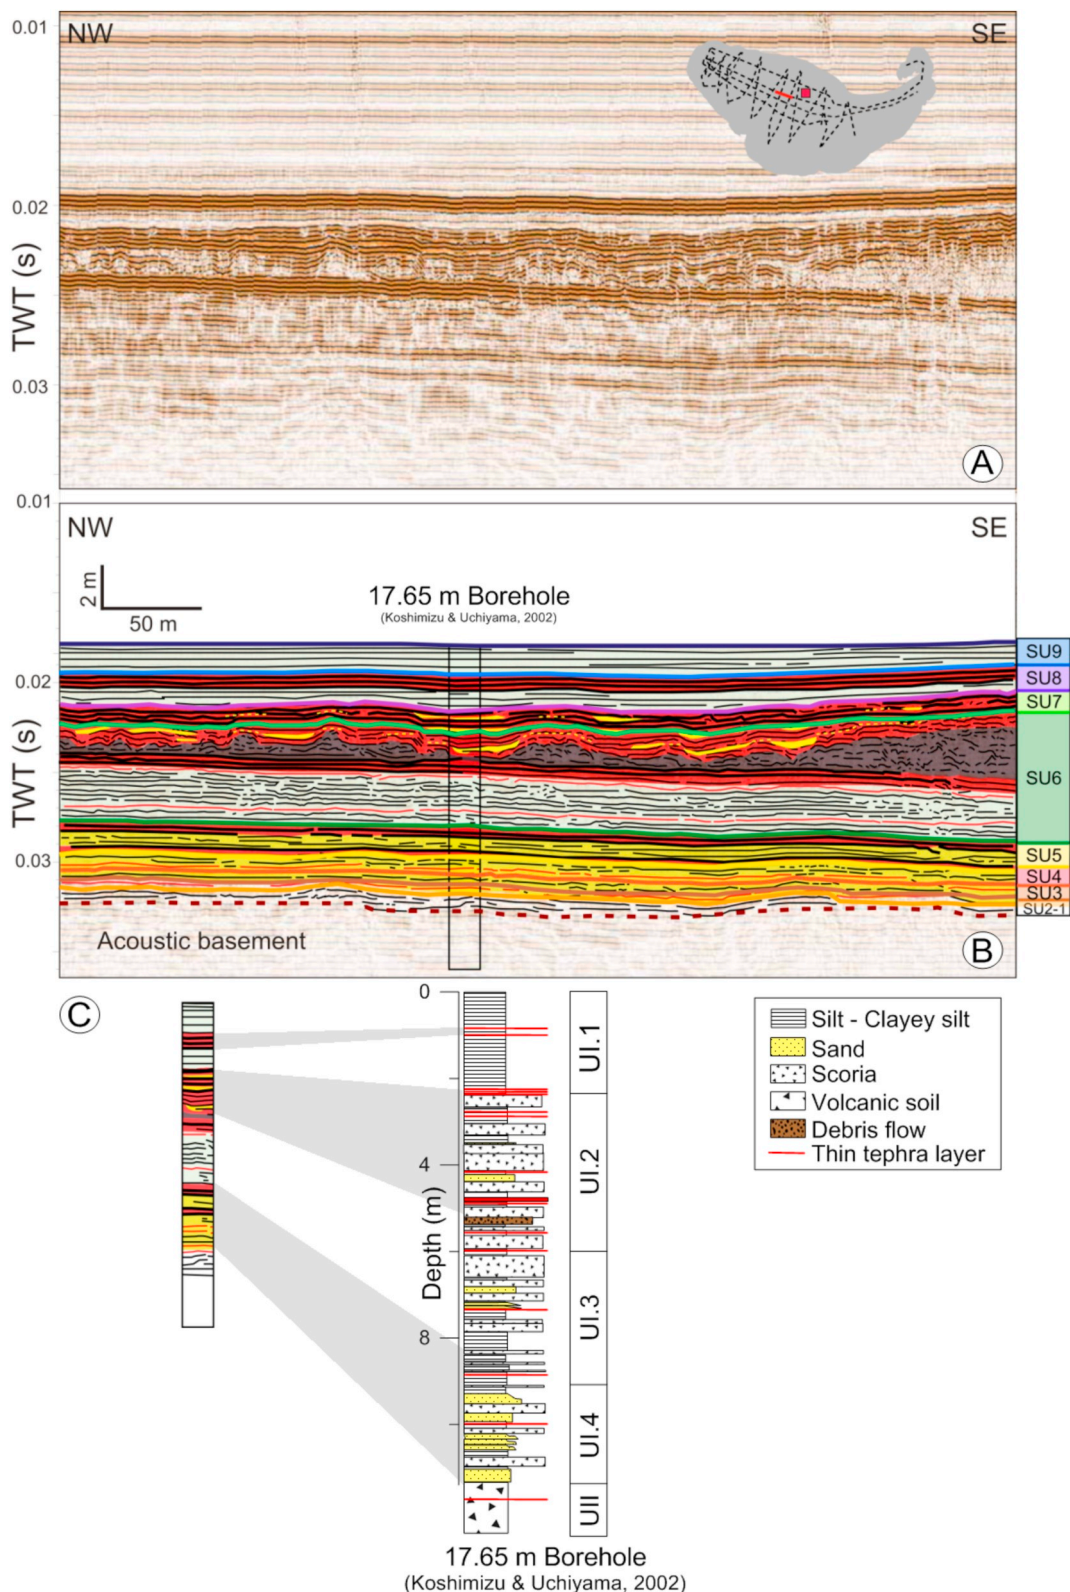 0.01
NW
SE
0.02
TWT (s)
0.03
A
0.01
NW
SE
2 m
50 m
17.65 m Borehole
(Koshimizu & Uchiyama, 2002)
0.02
TWT (s)
0.03
SU9
SU8
SU7
SU6
SU5
SU4
SU3
SU2-1
Acoustic basement
B
C
0
4
8
Depth (m)
UI.1
UI.2
UI.3
UI.4
UII
Silt - Clayey silt
Sand
Scoria
Volcanic soil
Debris flow
Thin tephra layer
17.65 m Borehole
(Koshimizu & Uchiyama, 2002)